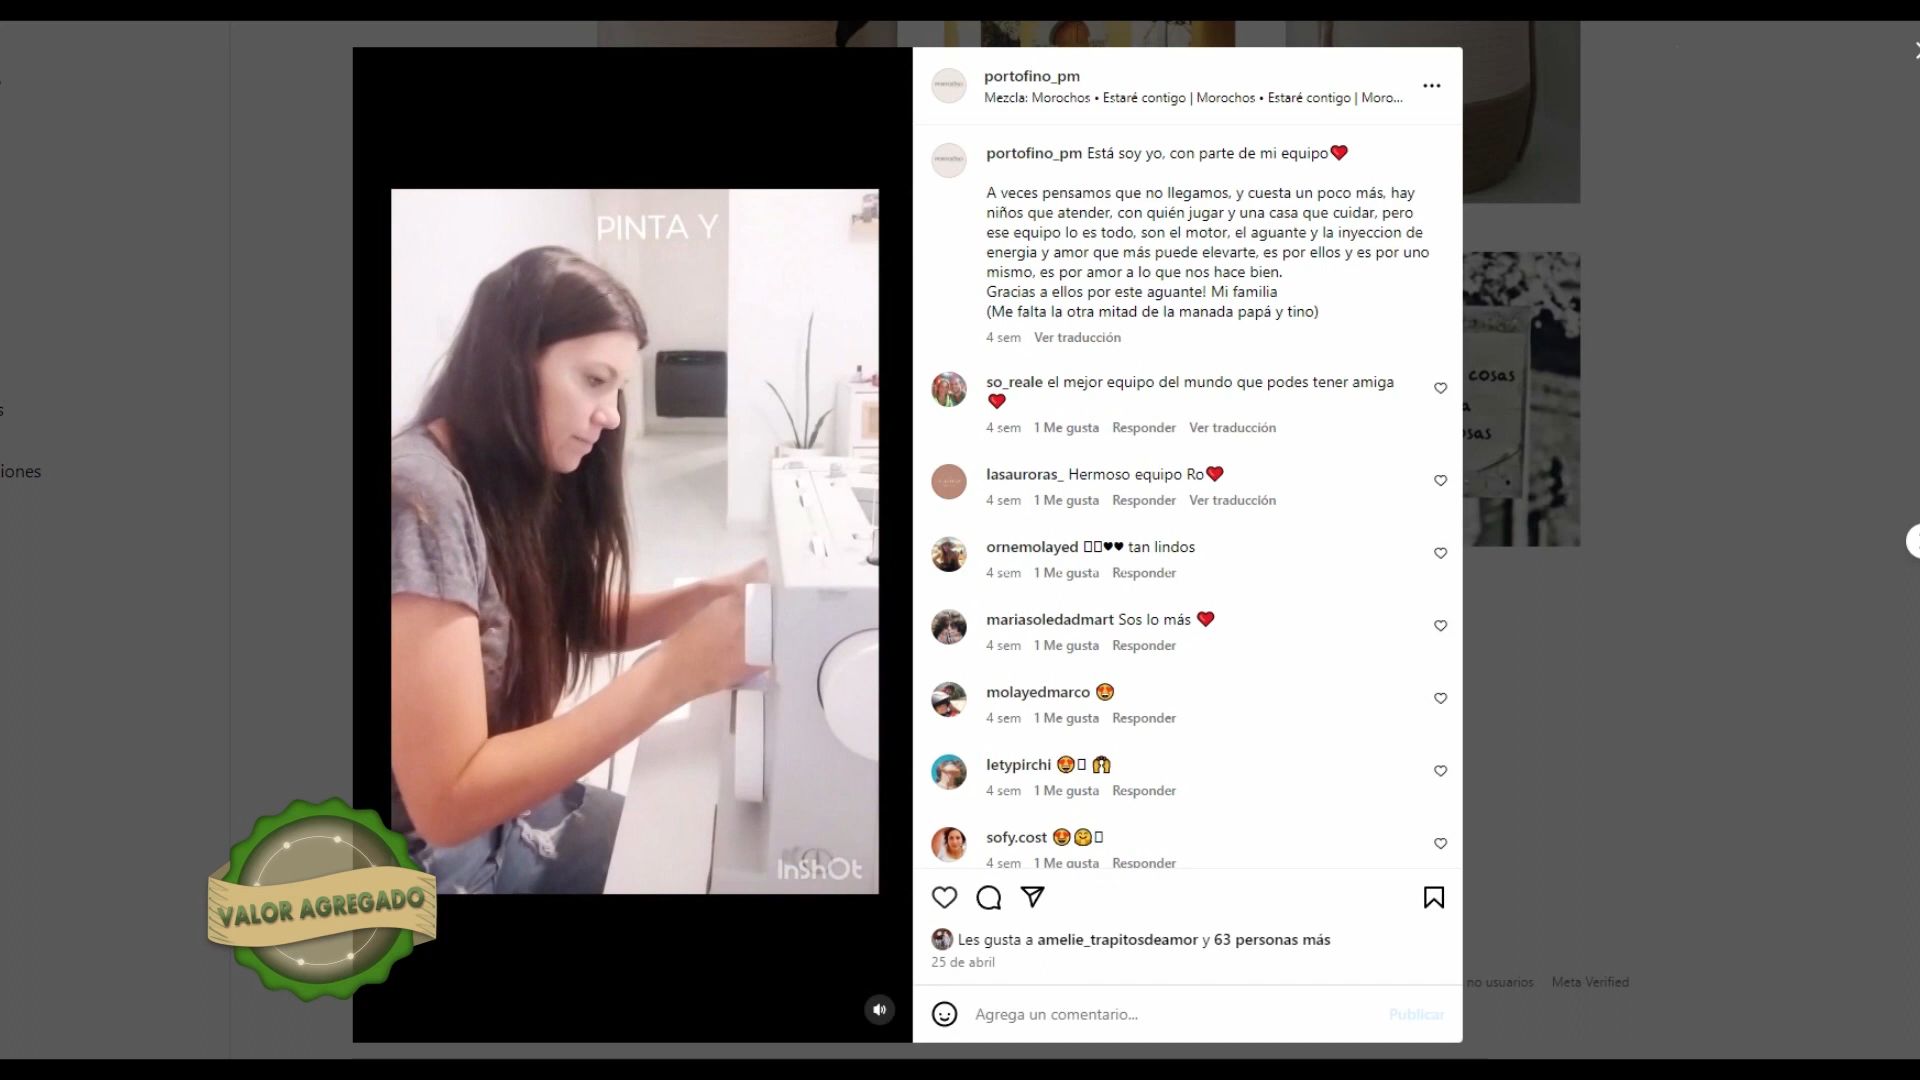 portofino_pm
Mezcla: Morochos • Estaré contigo | Morochos • Estaré contigo | Moro...
portofino_pm Está soy yo, con parte de mi equipo❤️
A veces pensamos que no llegamos, y cuesta un poco más, hay
niños que atender, con quién jugar y una casa que cuidar, pero
ese equipo lo es todo, son el motor, el aguante y la inyeccion de
energia y amor que más puede elevarte, es por ellos y es por uno
mismo, es por amor a lo que nos hace bien.
Gracias a ellos por este aguante! Mi familia
(Me falta la otra mitad de la manada papá y tino)
4 sem Ver traducción
so_reale el mejor equipo del mundo que podes tener amiga
❤️
4 sem 1 Me gusta Responder Ver traducción
lasauroras_ Hermoso equipo Ro❤️
4 sem 1 Me gusta Responder Ver traducción
ornemolayed ♥♥ tan lindos
4 sem 1 Me gusta Responder
mariasoledadmart Sos lo más ❤️
4 sem 1 Me gusta Responder
molayedmarco 😍
4 sem 1 Me gusta Responder
letypirchi 😍 🙌
4 sem 1 Me gusta Responder
sofy.cost 😍🤗
4 sem 1 Me gusta Responder
Les gusta a amelie_trapitosdeamor y 63 personas más
25 de abril
Agrega un comentario...
Publicar
PINTA Y
InShOt
VALOR AGREGADO
cosas
iones
no usuarios
Meta Verified